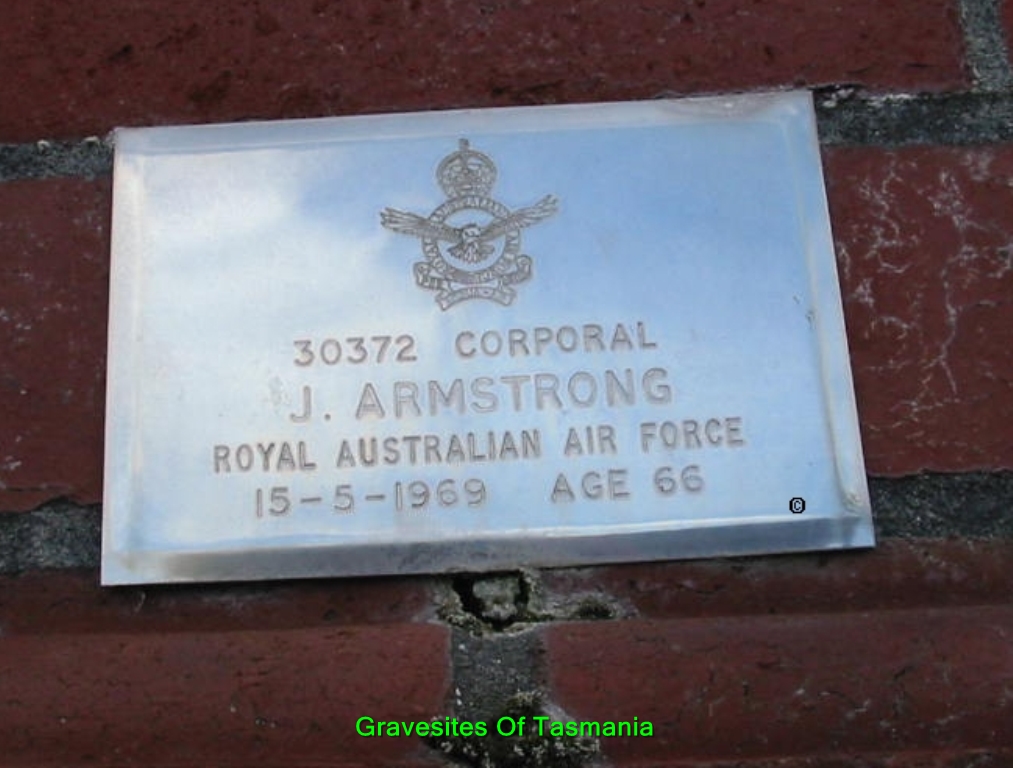 30372 CORPORAL
J. ARMSTRONG
ROYAL AUSTRALIAN AIR FORCE
15-5-1969 AGE 66
©
Gravesites Of Tasmania